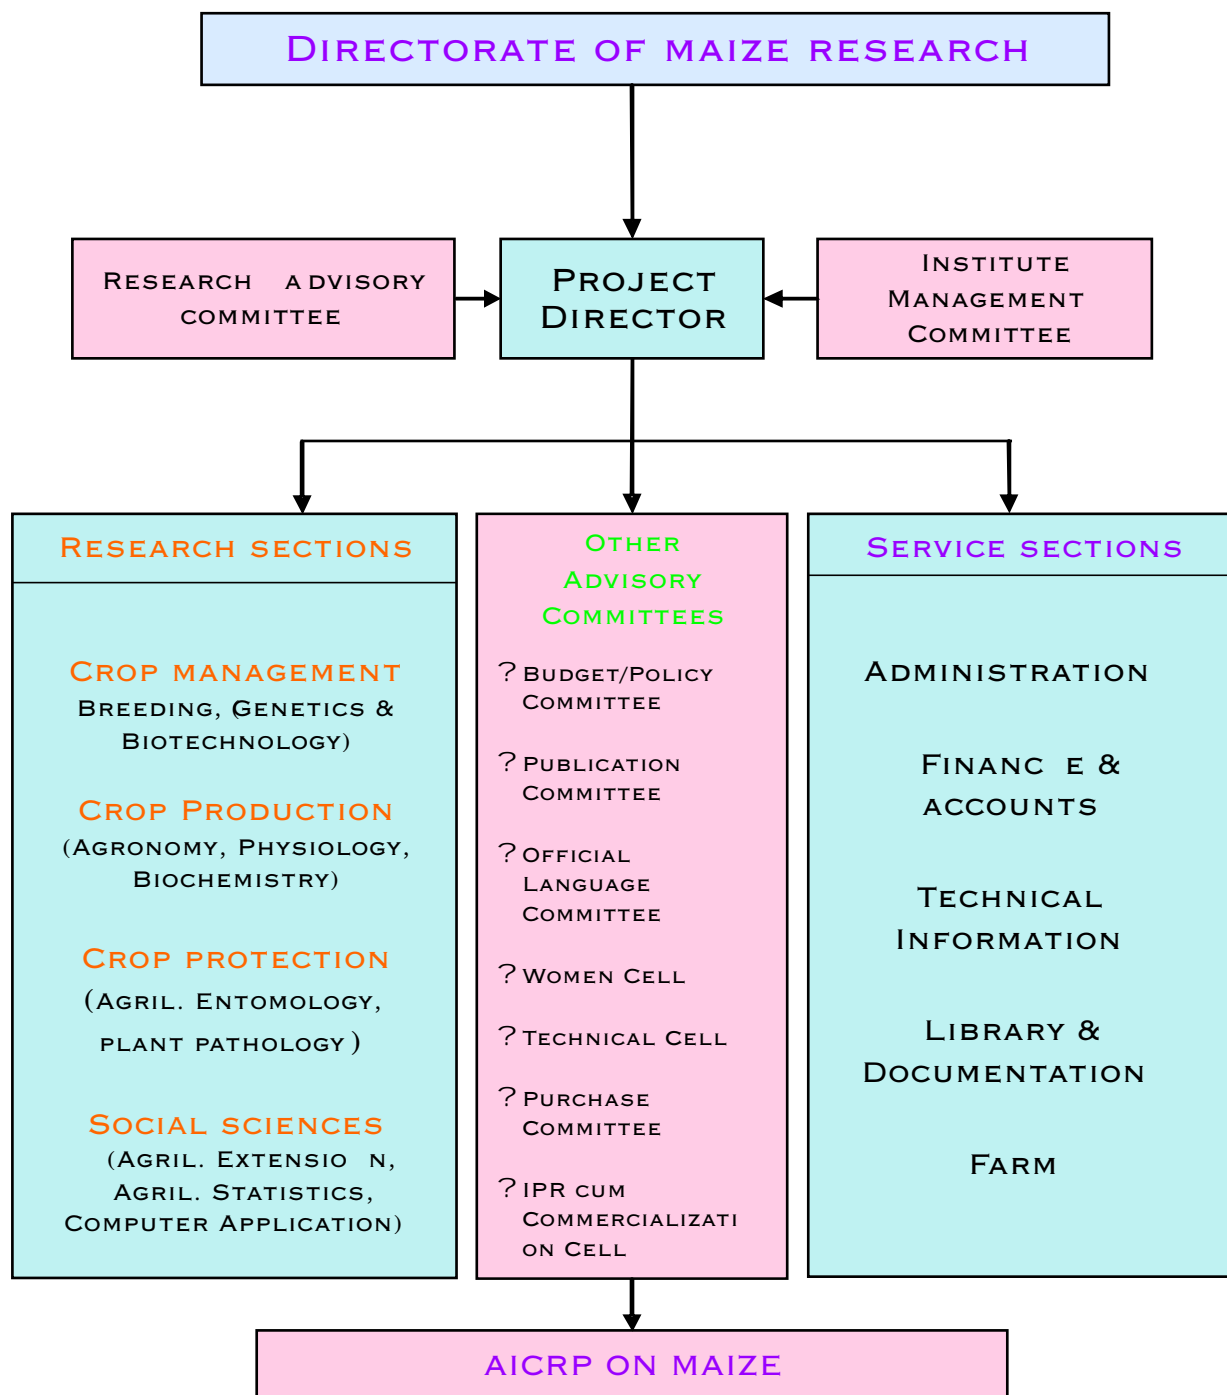 Directorate of maize research
Research a dvisory
committee
Project
Director
Institute
Management
Committee
Research sections
Crop management
Breeding, (Genetics &
Biotechnology)
Crop Production
(Agronomy, Physiology,
Biochemistry)
Crop protection
(Agril. Entomology,
plant pathology )
Social sciences
(Agril. Extensio n,
Agril. Statistics,
Computer Application)
Other
Advisory
Committees
? Budget/Policy
Committee
? Publication
Committee
? Official
Language
Committee
? Women Cell
? Technical Cell
? Purchase
Committee
? IPR cum
Commercializati
on Cell
Service sections
Administration
Financ e &
accounts
Technical
Information
Library &
Documentation
Farm
AICRP on maize